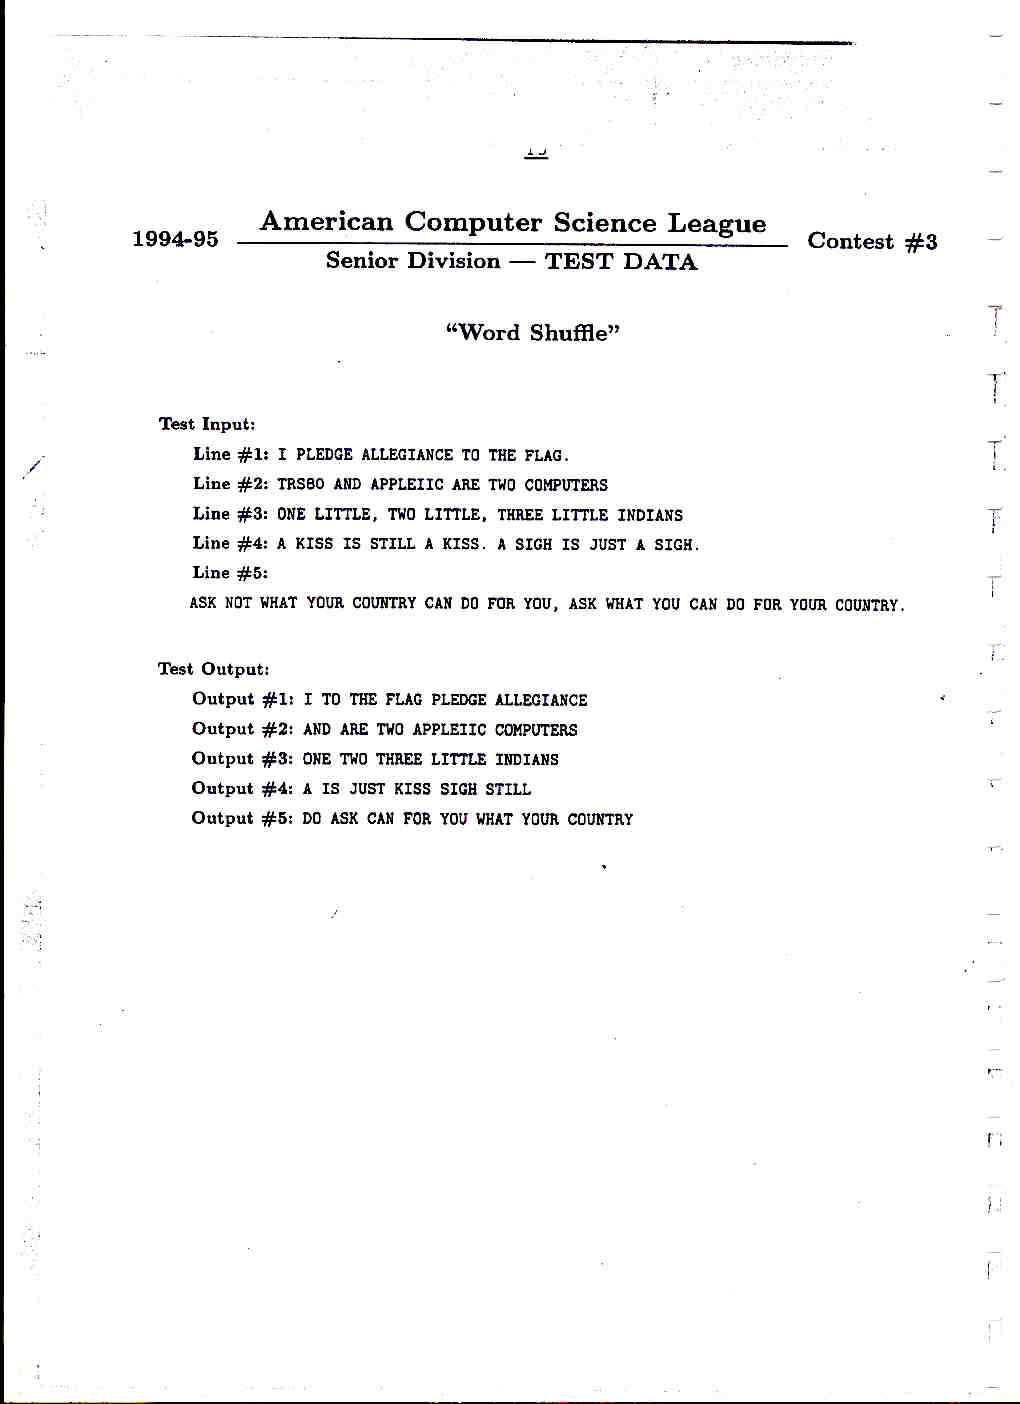 American Computer Science League
1994-95
Contest #3
Senior Division — TEST DATA
“Word Shuffle”
Test Input:
Line #1: I PLEDGE ALLEGIANCE TO THE FLAG.
Line #2: TRS80 AND APPLEIIC ARE TWO COMPUTERS
Line #3: ONE LITTLE, TWO LITTLE, THREE LITTLE INDIANS
Line #4: A KISS IS STILL A KISS. A SIGH IS JUST A SIGH.
Line #5:
ASK NOT WHAT YOUR COUNTRY CAN DO FOR YOU, ASK WHAT YOU CAN DO FOR YOUR COUNTRY.
Test Output:
Output #1: I TO THE FLAG PLEDGE ALLEGIANCE
Output #2: AND ARE TWO APPLEIIC COMPUTERS
Output #3: ONE TWO THREE LITTLE INDIANS
Output #4: A IS JUST KISS SIGH STILL
Output #5: DO ASK CAN FOR YOU WHAT YOUR COUNTRY